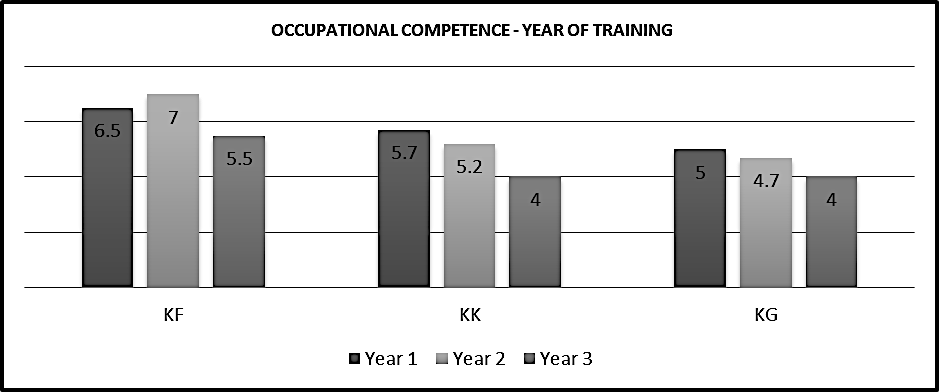 OCCUPATIONAL COMPETENCE - YEAR OF TRAINING
6.5 7 5.5 5.7 5.2 4 5 4.7 4
KF KK KG
Year 1 Year 2 Year 3